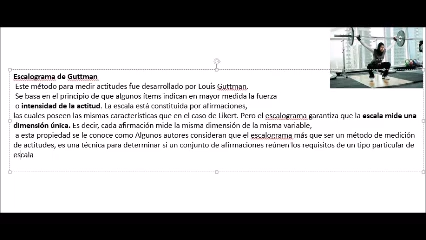 Escalograma de Guttman
Este método para medir actitudes fue desarrollado por Louis Guttman.
Se basa en el principio de que algunos ítems indican en mayor medida la fuerza
o intensidad de la actitud. La escala está constituida por afirmaciones,
las cuales poseen las mismas características que en el caso de Likert. Pero el escalograma garantiza que la escala mide una
dimensión única. Es decir, cada afirmación mide la misma dimensión de la misma variable,
a esta propiedad se le conoce como Algunos autores consideran que el escalograma más que ser un método de medición
de actitudes, es una técnica para determinar si un conjunto de afirmaciones reúnen los requisitos de un tipo particular de
escala